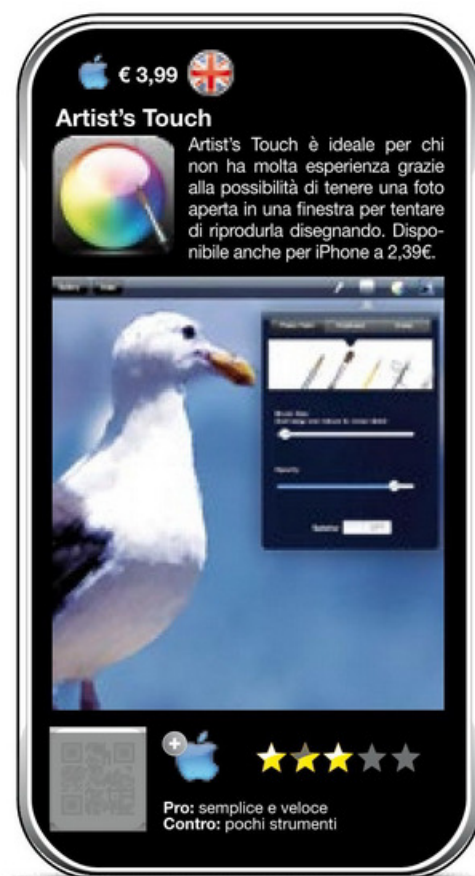 € 3,99
Artist's Touch
Artist's Touch è ideale per chi
non ha molta esperienza grazie
alla possibilità di tenere una foto
aperta in una finestra per tentare
di riprodurla disegnando. Dispo-
nibile anche per iPhone a 2,39€.
Opacity
Pro: semplice e veloce
Contro: pochi strumenti